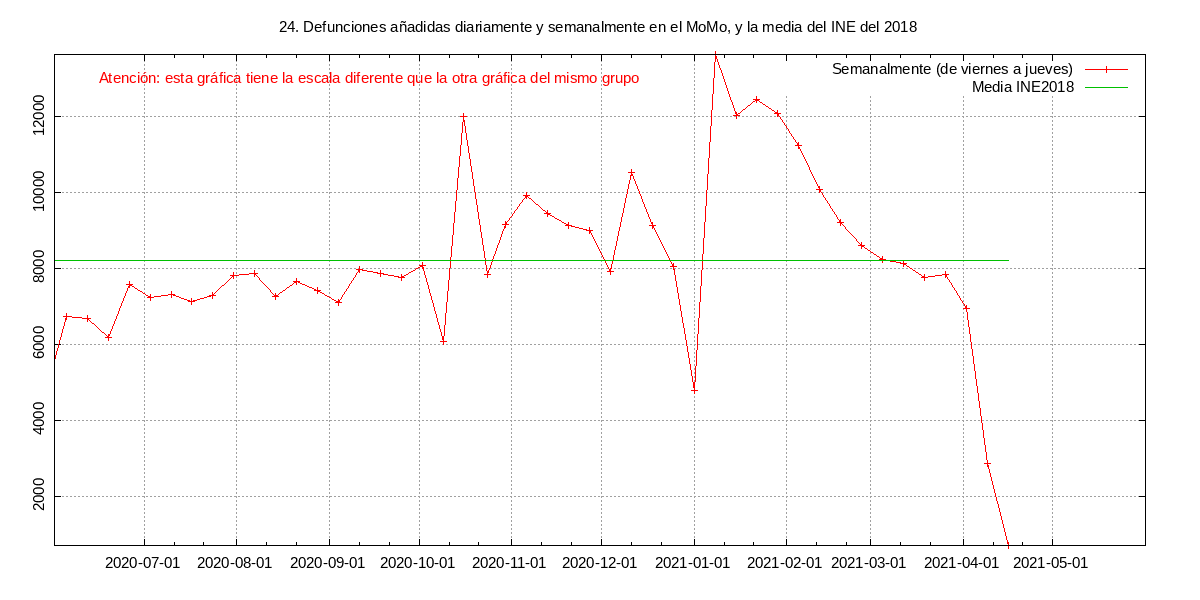 24. Defunciones añadidas diariamente y semanalmente en el MoMo, y la media del INE del 2018
Atención: esta gráfica tiene la escala diferente que la otra gráfica del mismo grupo
Semanalmente (de viernes a jueves)
Media INE2018
12000
10000
8000
6000
4000
2000
2020-07-01 2020-08-01 2020-09-01 2020-10-01 2020-11-01 2020-12-01 2021-01-01 2021-02-01 2021-03-01 2021-04-01 2021-05-01